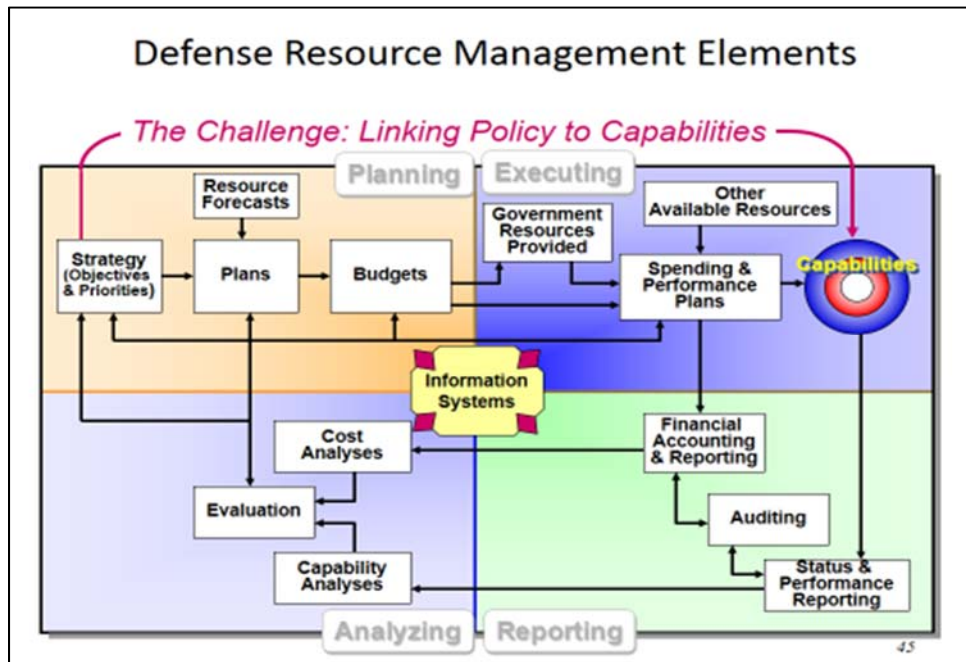 Defense Resource Management Elements
The Challenge: Linking Policy to Capabilities
Planning
Executing
Resource
Forecasts
Strategy
(Objectives
& Priorities)
Plans
Budgets
Government
Resources
Provided
Other
Available Resources
Spending &
Performance
Plans
Capabilities
Information
Systems
Cost
Analyses
Evaluation
Capability
Analyses
Financial
Accounting
& Reporting
Auditing
Status &
Performance
Reporting
Analyzing
Reporting
45